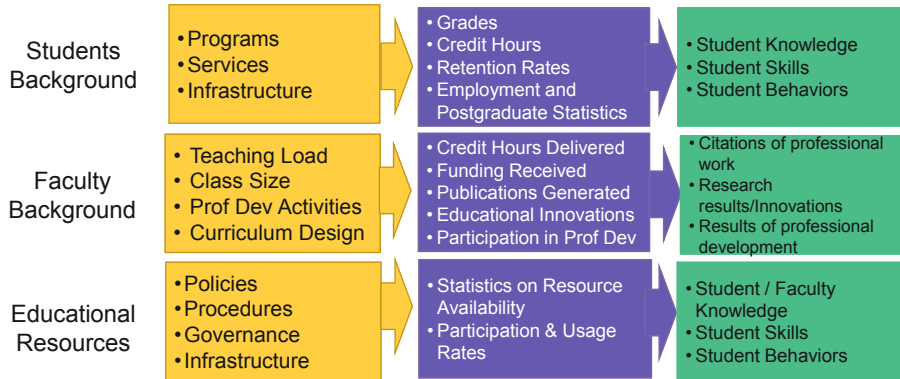 Students
Background
• Programs
• Services
• Infrastructure
• Grades
• Credit Hours
• Retention Rates
• Employment and
Postgraduate Statistics
• Student Knowledge
• Student Skills
• Student Behaviors
Faculty
Background
• Teaching Load
• Class Size
• Prof Dev Activities
• Curriculum Design
• Credit Hours Delivered
• Funding Received
• Publications Generated
• Educational Innovations
• Participation in Prof Dev
• Citations of professional
work
• Research
results/Innovations
• Results of professional
development
Educational
Resources
• Policies
• Procedures
• Governance
• Infrastructure
• Statistics on Resource
Availability
• Participation & Usage
Rates
• Student / Faculty
Knowledge
• Student Skills
• Student Behaviors